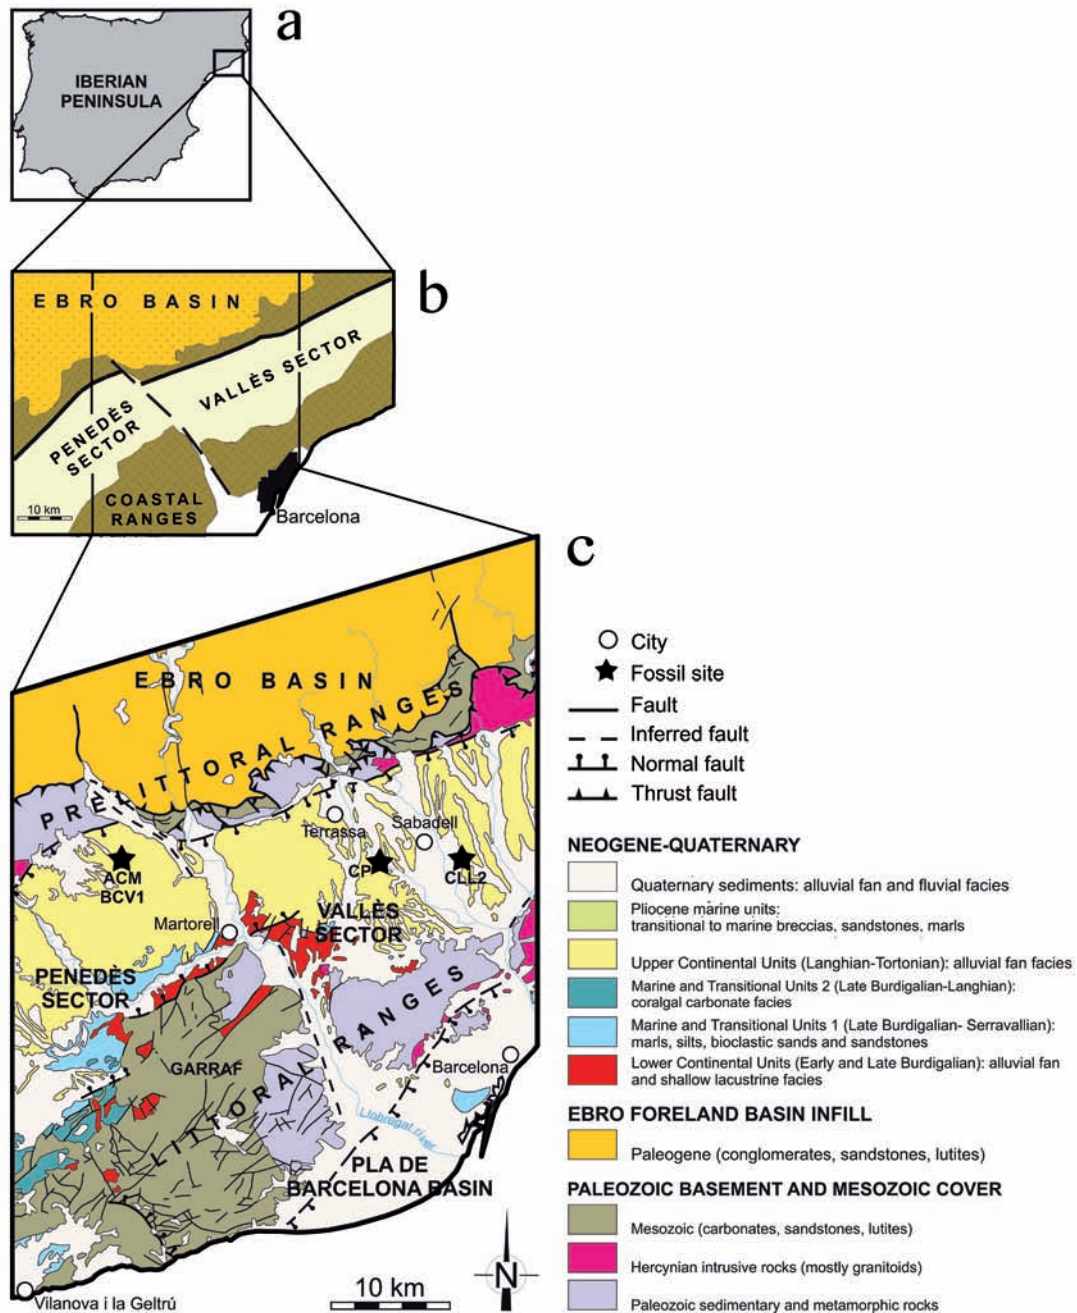 a
IBERIAN
PENINSULA
b
EBRO BASIN
VALLÈS SECTOR
PENEDÈS
SECTOR
COASTAL
RANGES
10 km
Barcelona
c
City
Fossil site
Fault
Inferred fault
Normal fault
Thrust fault
EBRO BASIN
PRELITTORAL RANGES
Terrassa
Sabadell
ACM
BCV1
CP
CLL2
Martorell
VALLÈS
SECTOR
PENEDÈS
SECTOR
GARRAF
LITTORAL RANGES
Barcelona
Llobregat river
PLA DE
BARCELONA BASIN
Vilanova i la Geltrú
10 km
N
NEOGENE-QUATERNARY
Quaternary sediments: alluvial fan and fluvial facies
Pliocene marine units:
transitional to marine breccias, sandstones, marls
Upper Continental Units (Langhian-Tortonian): alluvial fan facies
Marine and Transitional Units 2 (Late Burdigalian-Langhian):
coralgal carbonate facies
Marine and Transitional Units 1 (Late Burdigalian- Serravallian):
marls, silts, bioclastic sands and sandstones
Lower Continental Units (Early and Late Burdigalian): alluvial fan
and shallow lacustrine facies
EBRO FORELAND BASIN INFILL
Paleogene (conglomerates, sandstones, lutites)
PALEOZOIC BASEMENT AND MESOZOIC COVER
Mesozoic (carbonates, sandstones, lutites)
Hercynian intrusive rocks (mostly granitoids)
Paleozoic sedimentary and metamorphic rocks